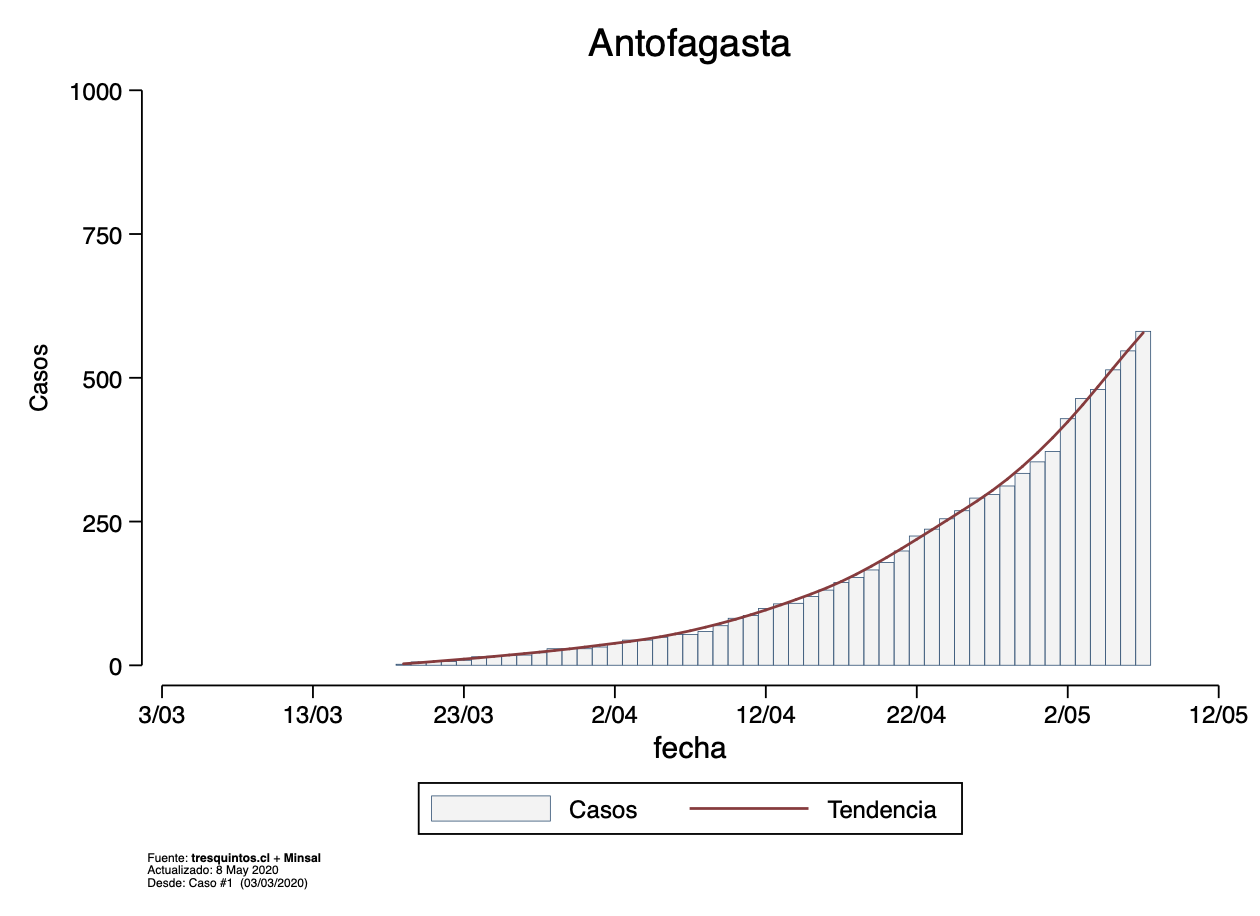 Antofagasta
1000
750
500
250
0
Casos
3/03 13/03 23/03 2/04 12/04 22/04 2/05 12/05
fecha
Casos Tendencia
Fuente: tresquintos.cl + Minsal
Actualizado: 8 May 2020
Desde: Caso #1 (03/03/2020)